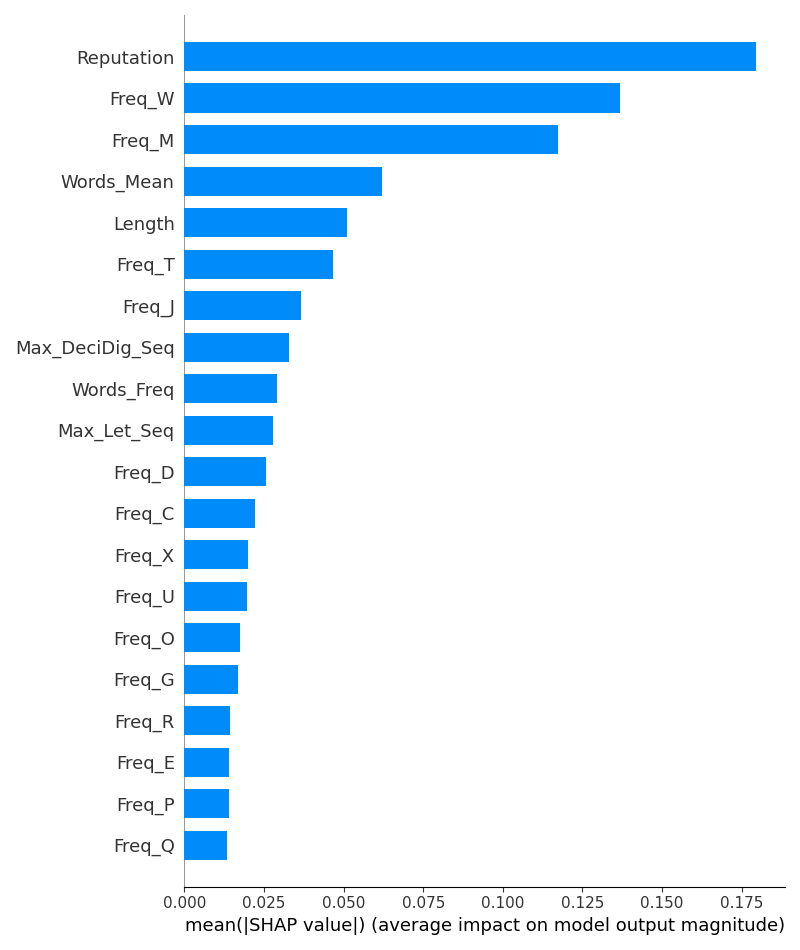 Reputation
Freq_W
Freq_M
Words_Mean
Length
Freq_T
Freq_J
Max_DeciDig_Seq
Words_Freq
Max_Let_Seq
Freq_D
Freq_C
Freq_X
Freq_U
Freq_O
Freq_G
Freq_R
Freq_E
Freq_P
Freq_Q
0.000 0.025 0.050 0.075 0.100 0.125 0.150 0.175
mean(|SHAP value|) (average impact on model output magnitude)